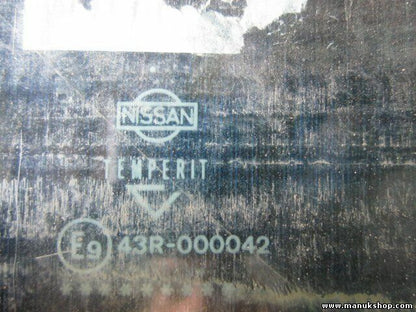 NISSAN
TEMPERIT
E9 43R-000042
www.manukshop.com